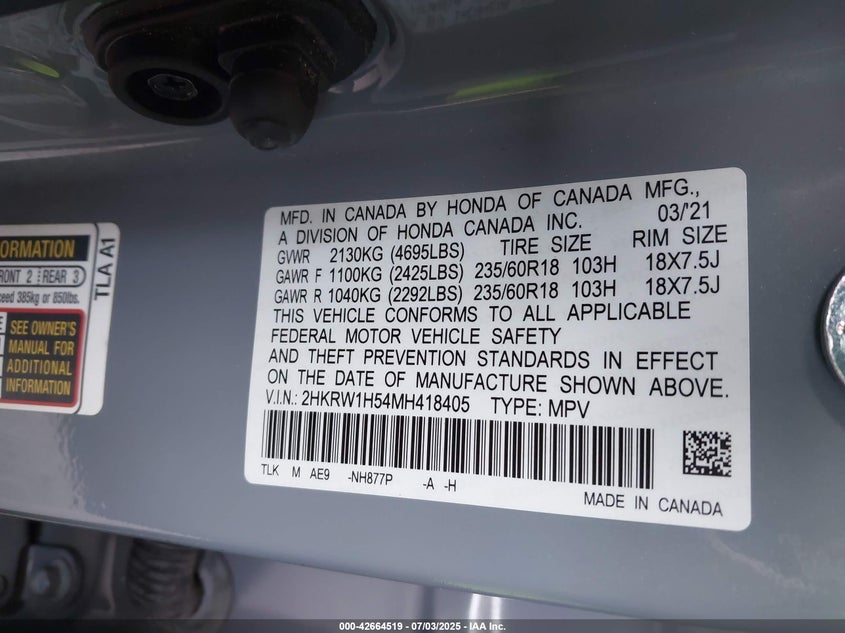 MFD. IN CANADA BY HONDA OF CANADA MFG.,
A DIVISION OF HONDA CANADA INC. 03/'21
GVWR 2130KG (4695LBS) TIRE SIZE RIM SIZE
GAWR F 1100KG (2425LBS) 235/60R18 103H 18X7.5J
GAWR R 1040KG (2292LBS) 235/60R18 103H 18X7.5J
THIS VEHICLE CONFORMS TO ALL APPLICABLE
FEDERAL MOTOR VEHICLE SAFETY
AND THEFT PREVENTION STANDARDS IN EFFECT
ON THE DATE OF MANUFACTURE SHOWN ABOVE.
V.I.N.: 2HKRW1H54MH418405 TYPE: MPV
TLK M AE9 -NH877P -A -H
MADE IN CANADA
ORMATION
RONT 2 REAR 3
ceed 385kg or 850lbs.
SEE OWNER'S
MANUAL FOR
ADDITIONAL
INFORMATION
TLA A1
000-42664519 - 07/03/2025 - IAA Inc.